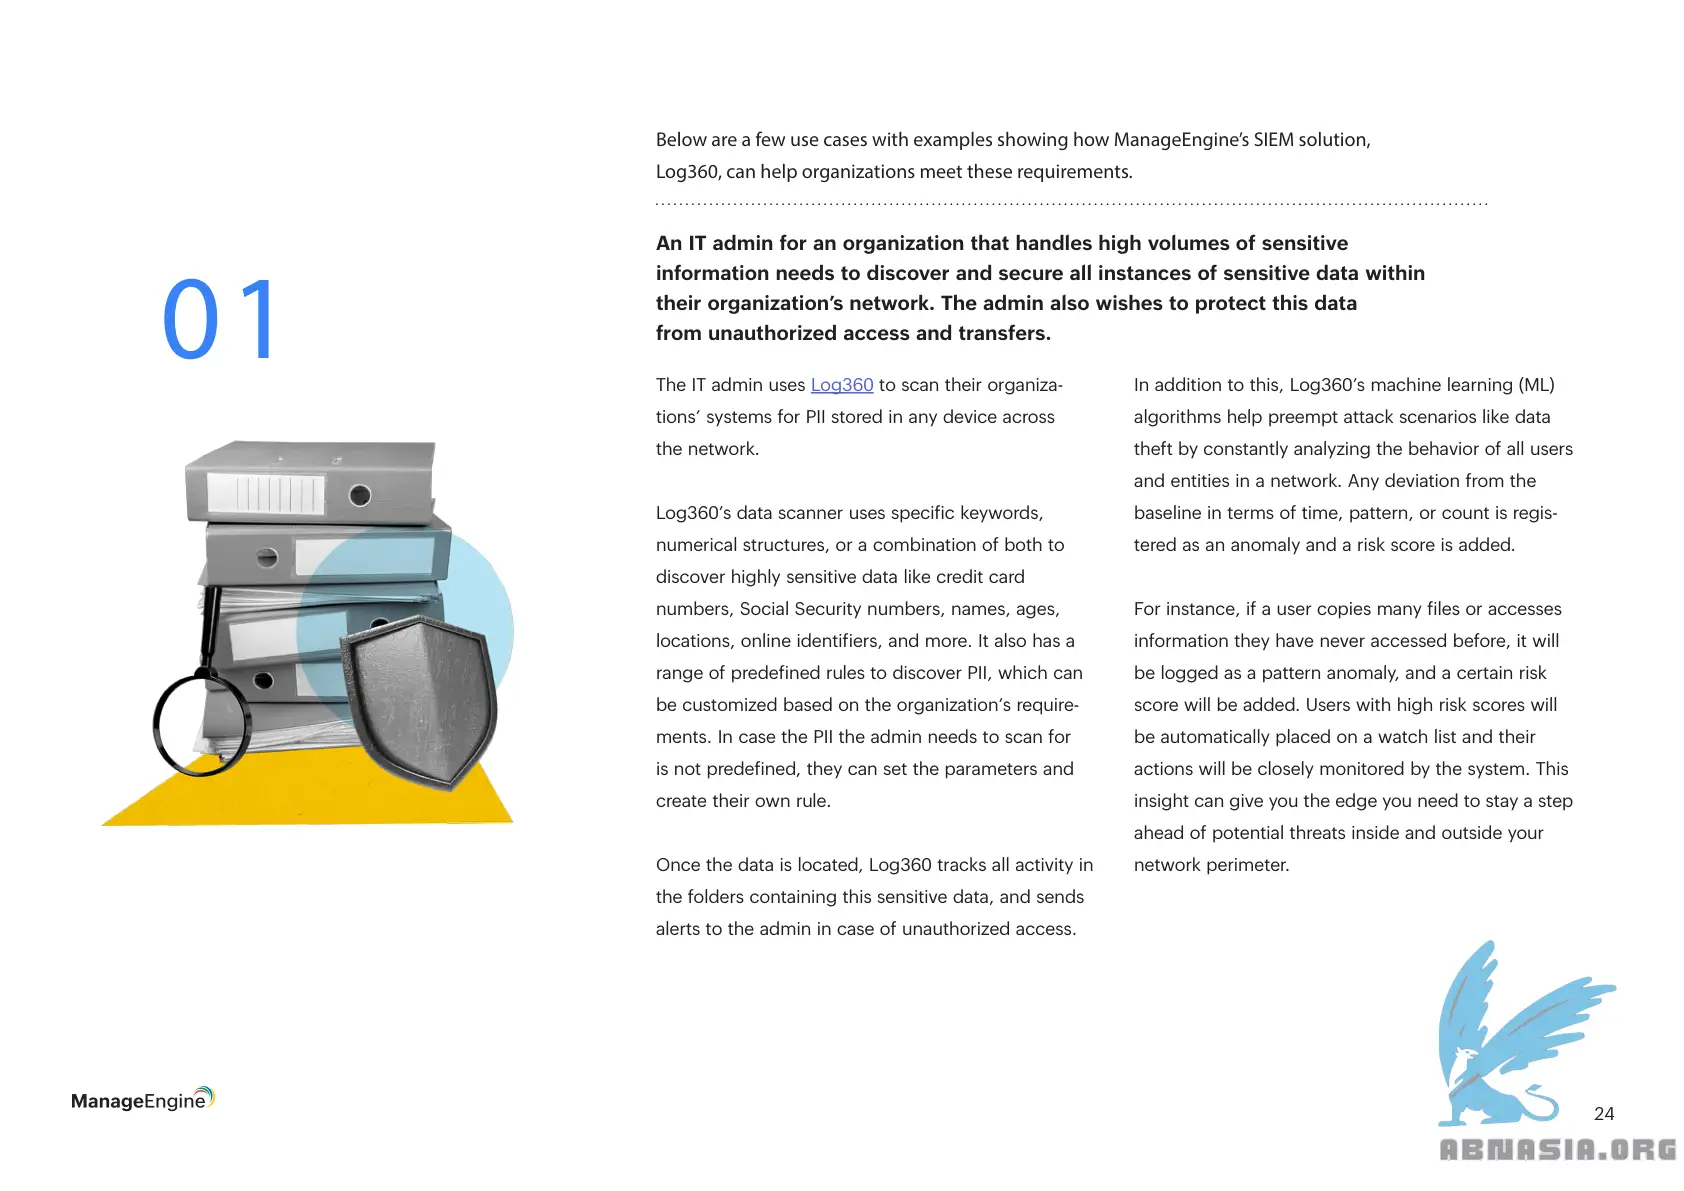 Below are a few use cases with examples showing how ManageEngine’s SIEM solution,
Log360, can help organizations meet these requirements.
01
An IT admin for an organization that handles high volumes of sensitive
information needs to discover and secure all instances of sensitive data within
their organization’s network. The admin also wishes to protect this data
from unauthorized access and transfers.
The IT admin uses Log360 to scan their organiza-
tions’ systems for PII stored in any device across
the network.
Log360’s data scanner uses specific keywords,
numerical structures, or a combination of both to
discover highly sensitive data like credit card
numbers, Social Security numbers, names, ages,
locations, online identifiers, and more. It also has a
range of predefined rules to discover PII, which can
be customized based on the organization’s require-
ments. In case the PII the admin needs to scan for
is not predefined, they can set the parameters and
create their own rule.
Once the data is located, Log360 tracks all activity in
the folders containing this sensitive data, and sends
alerts to the admin in case of unauthorized access.
In addition to this, Log360’s machine learning (ML)
algorithms help preempt attack scenarios like data
theft by constantly analyzing the behavior of all users
and entities in a network. Any deviation from the
baseline in terms of time, pattern, or count is regis-
tered as an anomaly and a risk score is added.
For instance, if a user copies many files or accesses
information they have never accessed before, it will
be logged as a pattern anomaly, and a certain risk
score will be added. Users with high risk scores will
be automatically placed on a watch list and their
actions will be closely monitored by the system. This
insight can give you the edge you need to stay a step
ahead of potential threats inside and outside your
network perimeter.
ManageEngine
24
ABNASIA.ORG